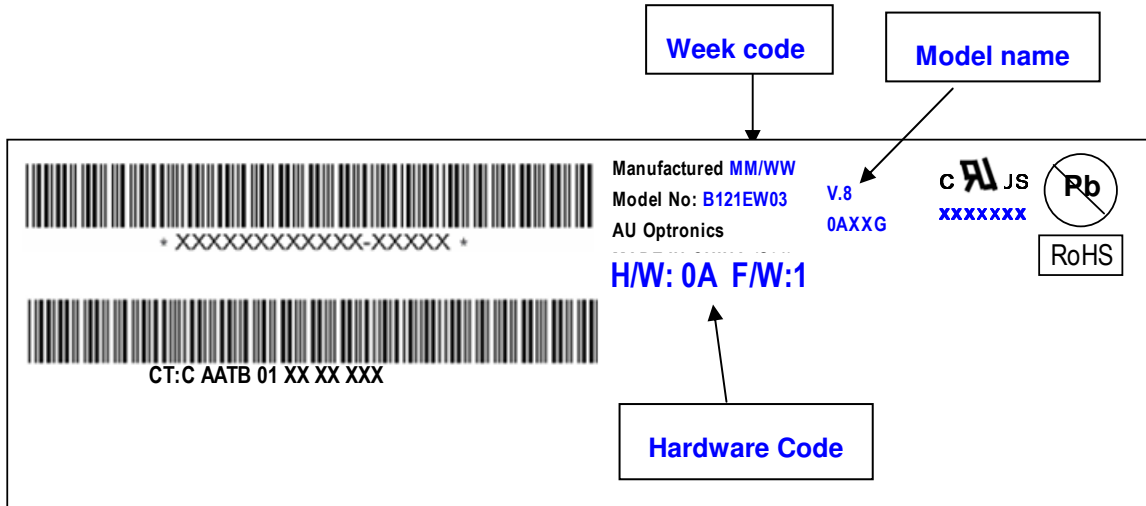 Week code
Model name
Manufactured MM/WW
Model No: B121EW03 V.8
AU Optronics 0AXXG
H/W: 0A F/W:1
* XXXXXXXXXXXXX-XXXXX *
CT:C AATB 01 XX XX XXX
C JS
XXXXXXX
Pb
RoHS
Hardware Code